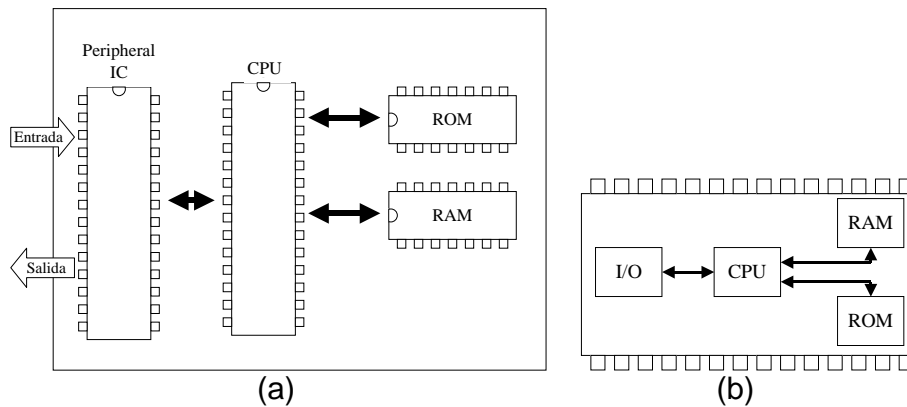 Peripheral
IC
CPU
Entrada
Salida
ROM
RAM
(a)
I/O
CPU
RAM
ROM
(b)